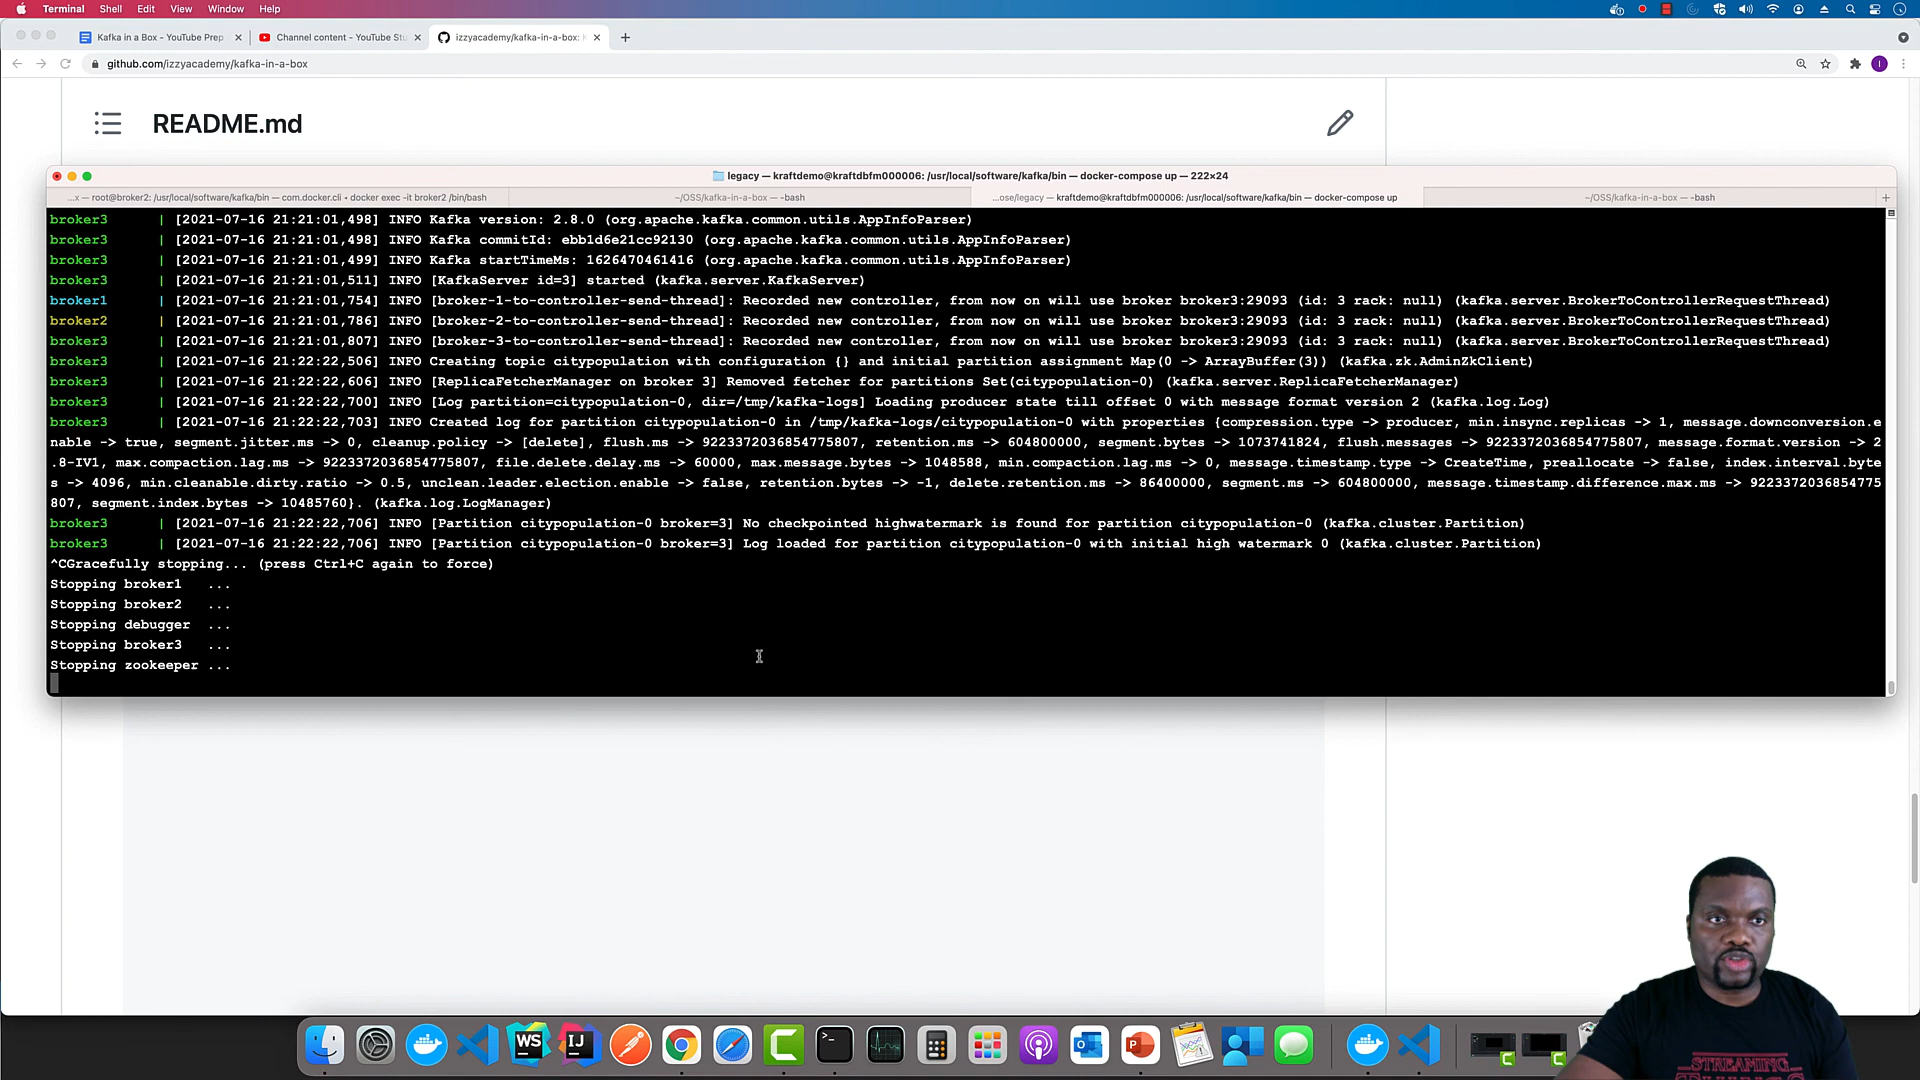 Terminal Shell Edit View Window Help
Kafka in a Box - YouTube Prep
Channel content - YouTube Stu
izzyacademy/kafka-in-a-box:
github.com/izzyacademy/kafka-in-a-box
README.md
legacy — kraftdemo@kraftdbfm000006: /usr/local/software/kafka/bin — docker-compose up — 222×24
...x — root@broker2: /usr/local/software/kafka/bin — com.docker.cli • docker exec -it broker2 /bin/bash
~/OSS/kafka-in-a-box — -bash
...ose/legacy — kraftdemo@kraftdbfm000006: /usr/local/software/kafka/bin — docker-compose up
~/OSS/kafka-in-a-box — -bash
broker3 | [2021-07-16 21:21:01,498] INFO Kafka version: 2.8.0 (org.apache.kafka.common.utils.AppInfoParser)
broker3 | [2021-07-16 21:21:01,498] INFO Kafka commitId: ebb1d6e21cc92130 (org.apache.kafka.common.utils.AppInfoParser)
broker3 | [2021-07-16 21:21:01,499] INFO Kafka startTimeMs: 1626470461416 (org.apache.kafka.common.utils.AppInfoParser)
broker3 | [2021-07-16 21:21:01,511] INFO [KafkaServer id=3] started (kafka.server.KafkaServer)
broker1 | [2021-07-16 21:21:01,754] INFO [broker-1-to-controller-send-thread]: Recorded new controller, from now on will use broker broker3:29093 (id: 3 rack: null) (kafka.server.BrokerToControllerRequestThread)
broker2 | [2021-07-16 21:21:01,786] INFO [broker-2-to-controller-send-thread]: Recorded new controller, from now on will use broker broker3:29093 (id: 3 rack: null) (kafka.server.BrokerToControllerRequestThread)
broker3 | [2021-07-16 21:21:01,807] INFO [broker-3-to-controller-send-thread]: Recorded new controller, from now on will use broker broker3:29093 (id: 3 rack: null) (kafka.server.BrokerToControllerRequestThread)
broker3 | [2021-07-16 21:22:22,506] INFO Creating topic citypopulation with configuration {} and initial partition assignment Map(0 -> ArrayBuffer(3)) (kafka.zk.AdminZkClient)
broker3 | [2021-07-16 21:22:22,606] INFO [ReplicaFetcherManager on broker 3] Removed fetcher for partitions Set(citypopulation-0) (kafka.server.ReplicaFetcherManager)
broker3 | [2021-07-16 21:22:22,700] INFO [Log partition=citypopulation-0, dir=/tmp/kafka-logs] Loading producer state till offset 0 with message format version 2 (kafka.log.Log)
broker3 | [2021-07-16 21:22:22,703] INFO Created log for partition citypopulation-0 in /tmp/kafka-logs/citypopulation-0 with properties {compression.type -> producer, min.insync.replicas -> 1, message.downconversion.e
nable -> true, segment.jitter.ms -> 0, cleanup.policy -> [delete], flush.ms -> 9223372036854775807, retention.ms -> 604800000, segment.bytes -> 1073741824, flush.messages -> 9223372036854775807, message.format.version -> 2
.8-IV1, max.compaction.lag.ms -> 9223372036854775807, file.delete.delay.ms -> 60000, max.message.bytes -> 1048588, min.compaction.lag.ms -> 0, message.timestamp.type -> CreateTime, preallocate -> false, index.interval.byte
s -> 4096, min.cleanable.dirty.ratio -> 0.5, unclean.leader.election.enable -> false, retention.bytes -> -1, delete.retention.ms -> 86400000, segment.ms -> 604800000, message.timestamp.difference.max.ms -> 9223372036854775
807, segment.index.bytes -> 10485760}. (kafka.log.LogManager)
broker3 | [2021-07-16 21:22:22,706] INFO [Partition citypopulation-0 broker=3] No checkpointed highwatermark is found for partition citypopulation-0 (kafka.cluster.Partition)
broker3 | [2021-07-16 21:22:22,706] INFO [Partition citypopulation-0 broker=3] Log loaded for partition citypopulation-0 with initial high watermark 0 (kafka.cluster.Partition)
^CGracefully stopping... (press Ctrl+C again to force)
Stopping broker1 ...
Stopping broker2 ...
Stopping debugger ...
Stopping broker3 ...
Stopping zookeeper ...
WS
IJ
STREAMING